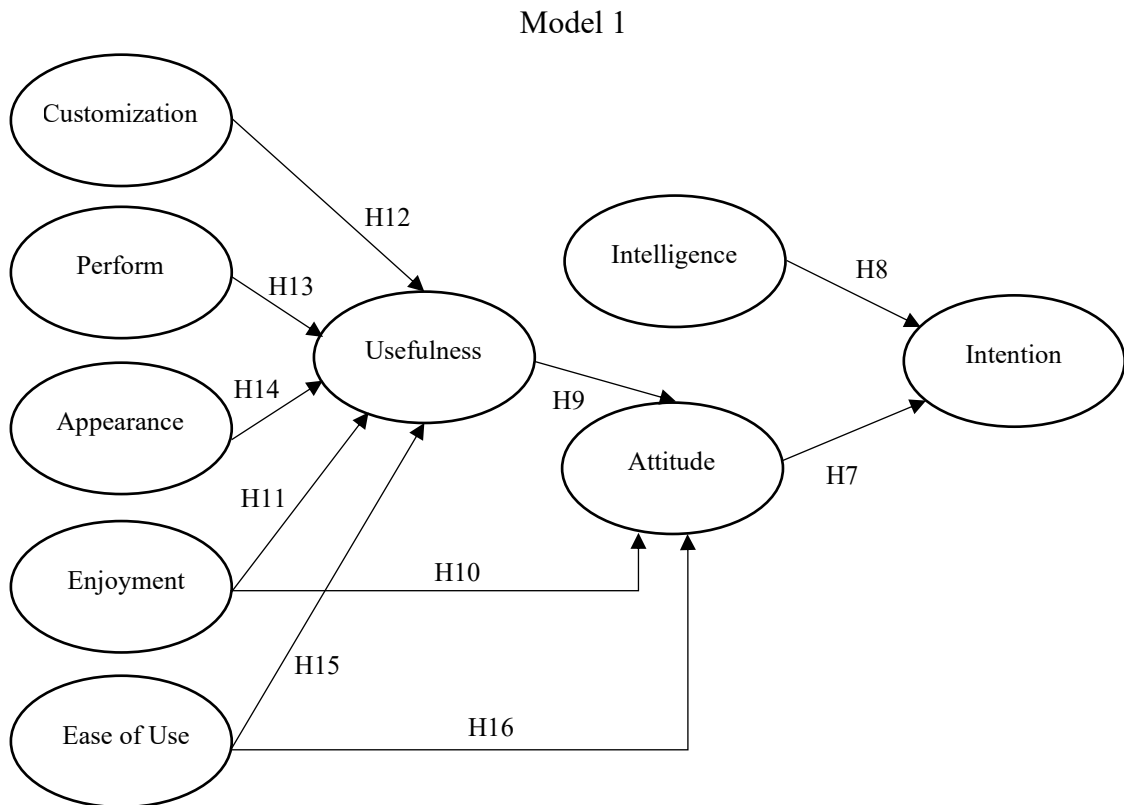 Model 1
Customization
H12
Perform
H13
Intelligence
H8
Usefulness
Intention
H14
H9
Appearance
Attitude
H7
H11
H10
Enjoyment
H15
H16
Ease of Use